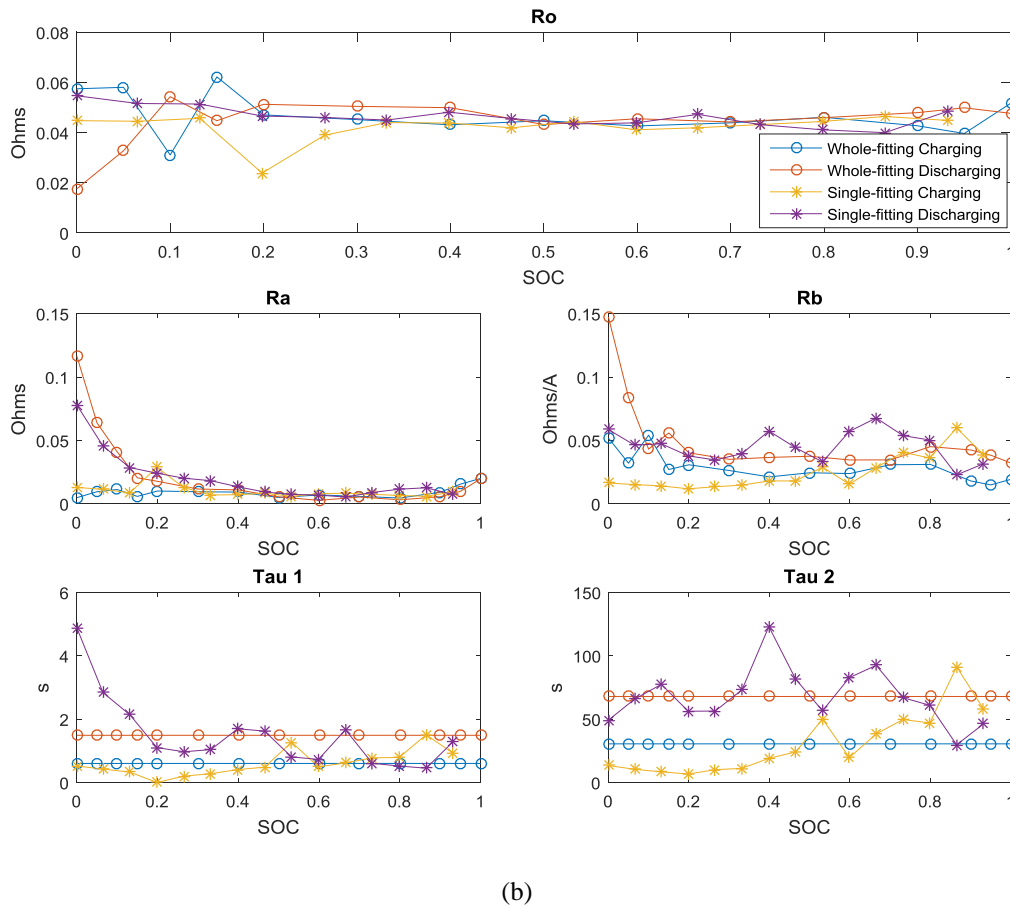 Ro
0.08
0.06
0.04
0.02
0
Ohms
0 0.1 0.2 0.3 0.4 0.5 0.6 0.7 0.8 0.9 1
SOC
Whole-fitting Charging
Whole-fitting Discharging
Single-fitting Charging
Single-fitting Discharging
Ra
0.15
0.1
0.05
0
Ohms
0 0.2 0.4 0.6 0.8 1
SOC
Rb
0.15
0.1
0.05
0
Ohms/A
0 0.2 0.4 0.6 0.8 1
SOC
Tau 1
6
4
2
0
s
0 0.2 0.4 0.6 0.8 1
SOC
Tau 2
150
100
50
0
s
0 0.2 0.4 0.6 0.8 1
SOC
(b)